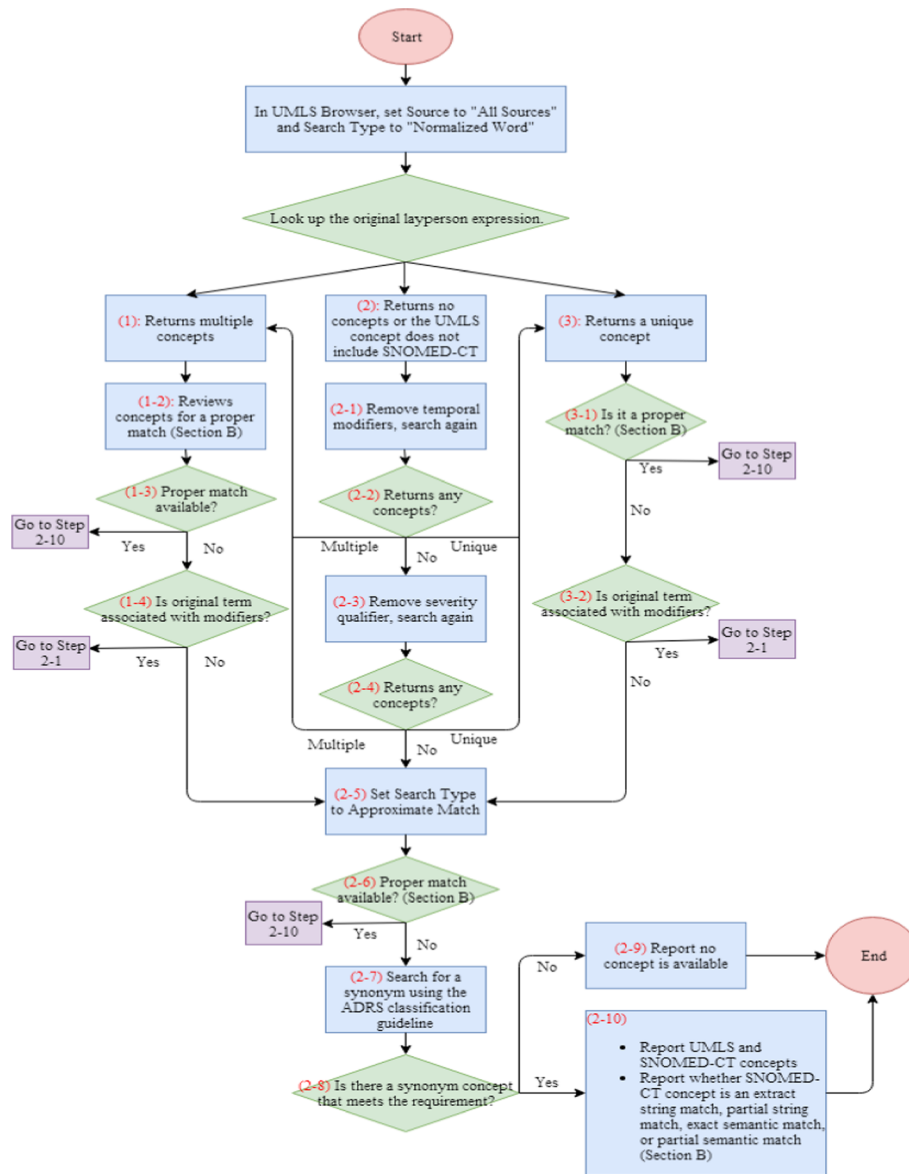 Start
In UMLS Browser, set Source to "All Sources"
and Search Type to "Normalized Word"
Look up the original layperson expression.
(1): Returns multiple
concepts
(2): Returns no
concepts or the UMLS
concept does not
include SNOMED-CT
(3): Returns a unique
concept
(1-2): Reviews
concepts for a proper
match (Section B)
(2-1) Remove temporal
modifiers, search again
(3-1) Is it a proper
match? (Section B)
Yes
Go to Step
2-10
(1-3) Proper match
available?
(2-2) Returns any
concepts?
No
Go to Step
2-10
Yes
No
Multiple
No
Unique
(1-4) Is original term
associated with modifiers?
(2-3) Remove severity
qualifier, search again
(3-2) Is original term
associated with modifiers?
Go to Step
2-1
Yes
No
(2-4) Returns any
concepts?
Yes
Go to Step
2-1
No
Multiple
No
Unique
(2-5) Set Search Type
to Approximate Match
(2-6) Proper match
available? (Section B)
Go to Step
2-10
Yes
No
(2-7) Search for a
synonym using the
ADRS classification
guideline
No
(2-9) Report no
concept is available
End
(2-8) Is there a synonym concept
that meets the requirement?
Yes
(2-10)
• Report UMLS and
SNOMED-CT concepts
• Report whether SNOMED-
CT concept is an extract
string match, partial string
match, exact semantic match,
or partial semantic match
(Section B)